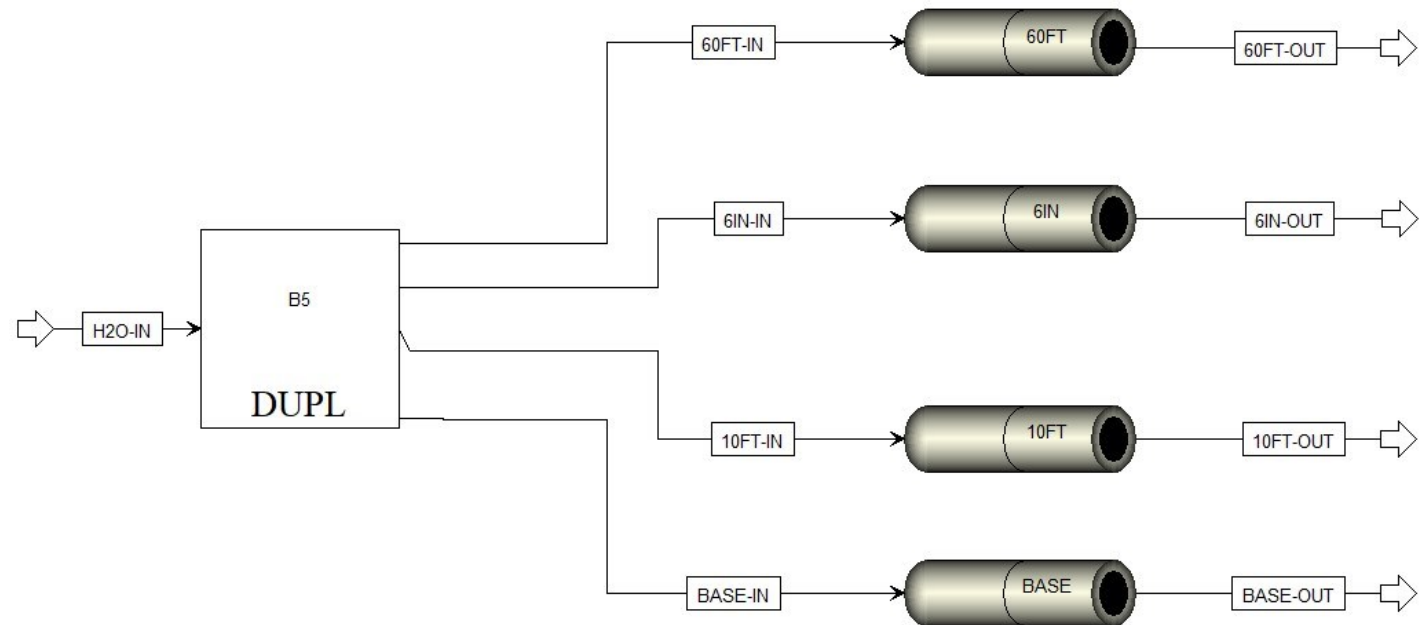 60FT-IN
60FT
60FT-OUT
6IN-IN
6IN
6IN-OUT
B5
H2O-IN
DUPL
10FT-IN
10FT
10FT-OUT
BASE-IN
BASE
BASE-OUT